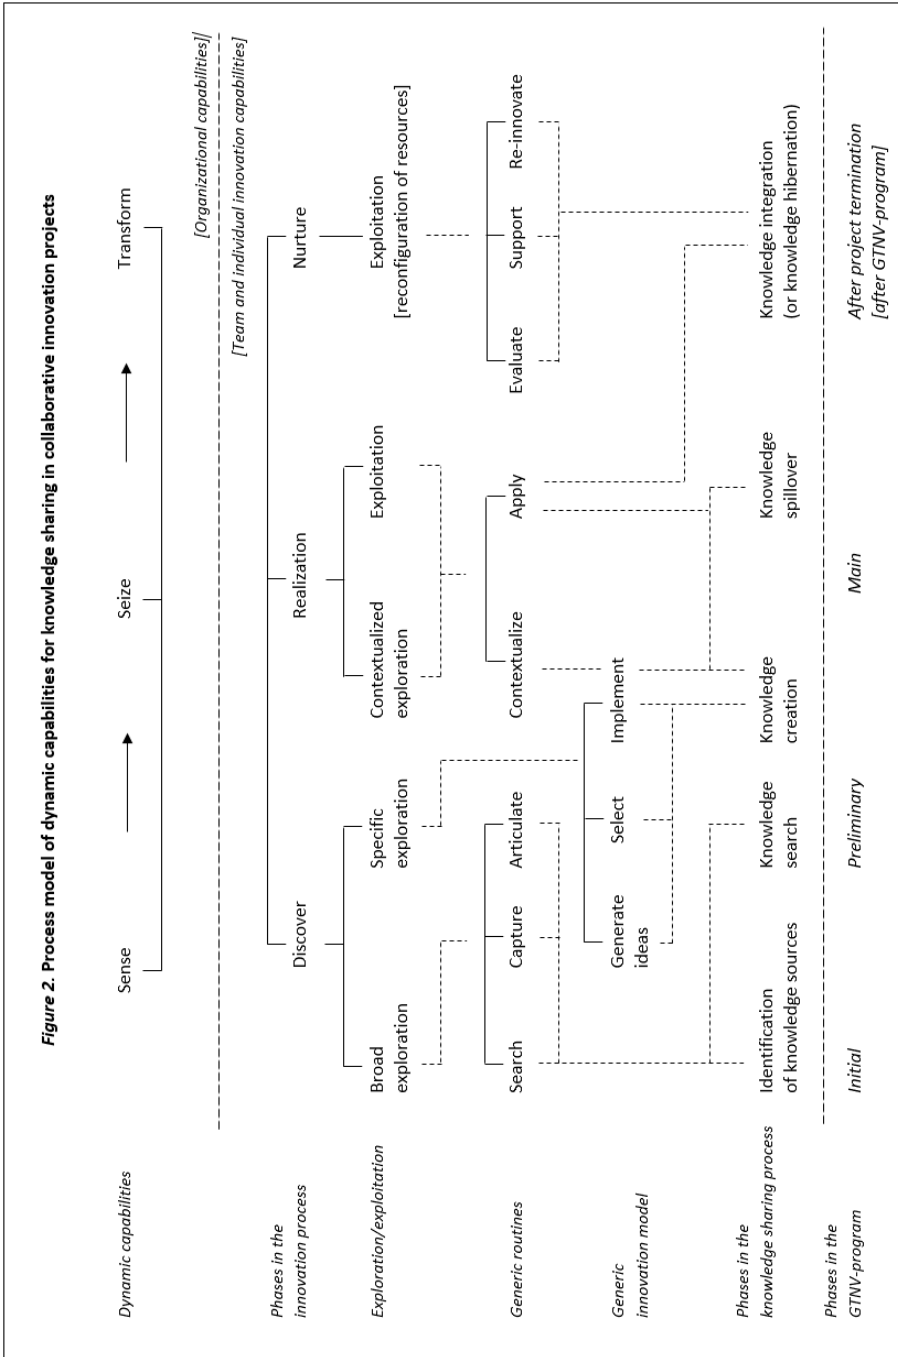 Figure 2. Process model of dynamic capabilities for knowledge sharing in collaborative innovation projects
Dynamic capabilities
Sense
Seize
Transform
[Organizational capabilities]/
[Team and individual innovation capabilities]
Phases in the
innovation process
Discover
Realization
Nurture
Exploration/exploitation
Broad
exploration
Specific
exploration
Contextualized
exploration
Exploitation
Exploitation
[reconfiguration of resources]
Generic routines
Search
Capture
Articulate
Contextualize
Apply
Evaluate
Support
Re-innovate
Generic
innovation model
Generate
ideas
Select
Implement
Phases in the
knowledge sharing process
Identification
of knowledge sources
Knowledge
search
Knowledge
creation
Knowledge
spillover
Knowledge integration
(or knowledge hibernation)
Phases in the
GTNV-program
Initial
Preliminary
Main
After project termination
[after GTNV-program]